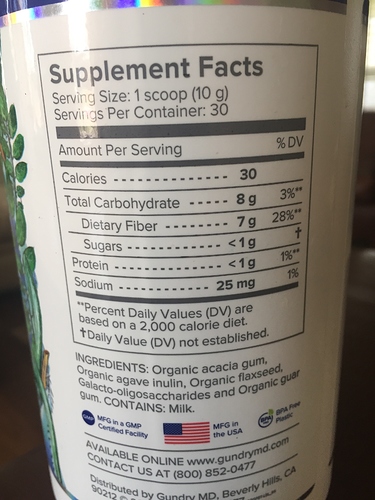 Supplement Facts
Serving Size: 1 scoop (10 g)
Servings Per Container: 30
Amount Per Serving % DV
Calories 30
Total Carbohydrate 8 g 3%**
Dietary Fiber 7 g 28%**
Sugars <1 g †
Protein <1 g 1%**
Sodium 25 mg 1%
**Percent Daily Values (DV) are
based on a 2,000 calorie diet.
†Daily Value (DV) not established.
INGREDIENTS: Organic acacia gum,
Organic agave inulin, Organic flaxseed,
Galacto-oligosaccharides and Organic guar
gum. CONTAINS: Milk.
GMP MFG in a GMP Certified Facility
MFG in the USA
BPA BPA Free Plastic
AVAILABLE ONLINE www.gundrymd.com
CONTACT US AT (800) 852-0477
Distributed by Gundry MD, Beverly Hills, CA
90212